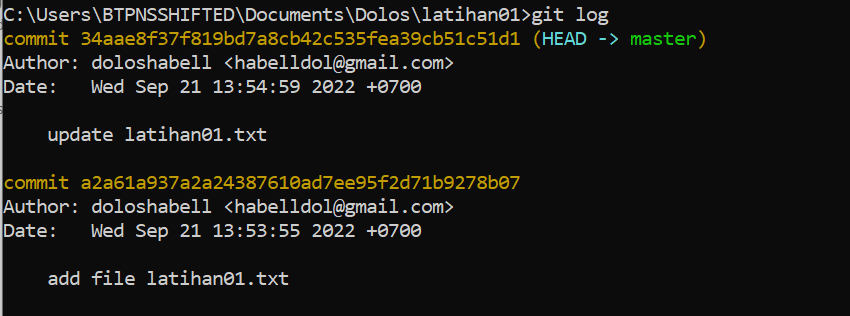 C:\Users\BTPNSSHIFTED\Documents\Dolos\latihan01>git log
commit 34aae8f37f819bd7a8cb42c535fea39cb51c51d1 (HEAD -> master)
Author: doloshabell <habelldol@gmail.com>
Date:   Wed Sep 21 13:54:59 2022 +0700
    update latihan01.txt
commit a2a61a937a2a24387610ad7ee95f2d71b9278b07
Author: doloshabell <habelldol@gmail.com>
Date:   Wed Sep 21 13:53:55 2022 +0700
    add file latihan01.txt